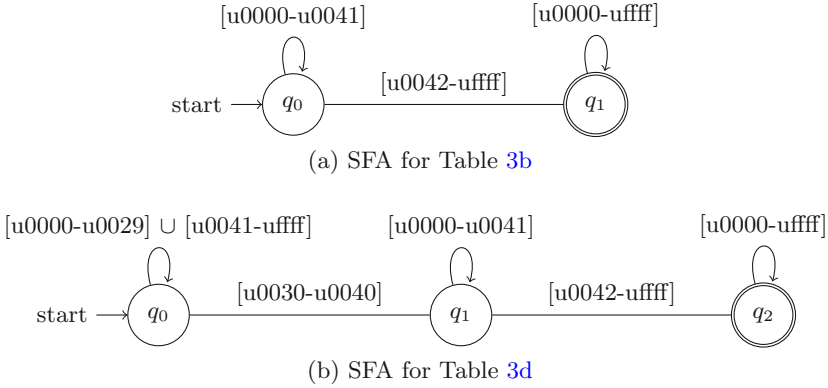 [u0000-u0041]
[u0000-uffff]
[u0042-uffff]
start
q0
q1
(a) SFA for Table 3b
[u0000-u0029] ∪ [u0041-uffff]
[u0000-u0041]
[u0000-uffff]
[u0030-u0040]
[u0042-uffff]
start
q0
q1
q2
(b) SFA for Table 3d